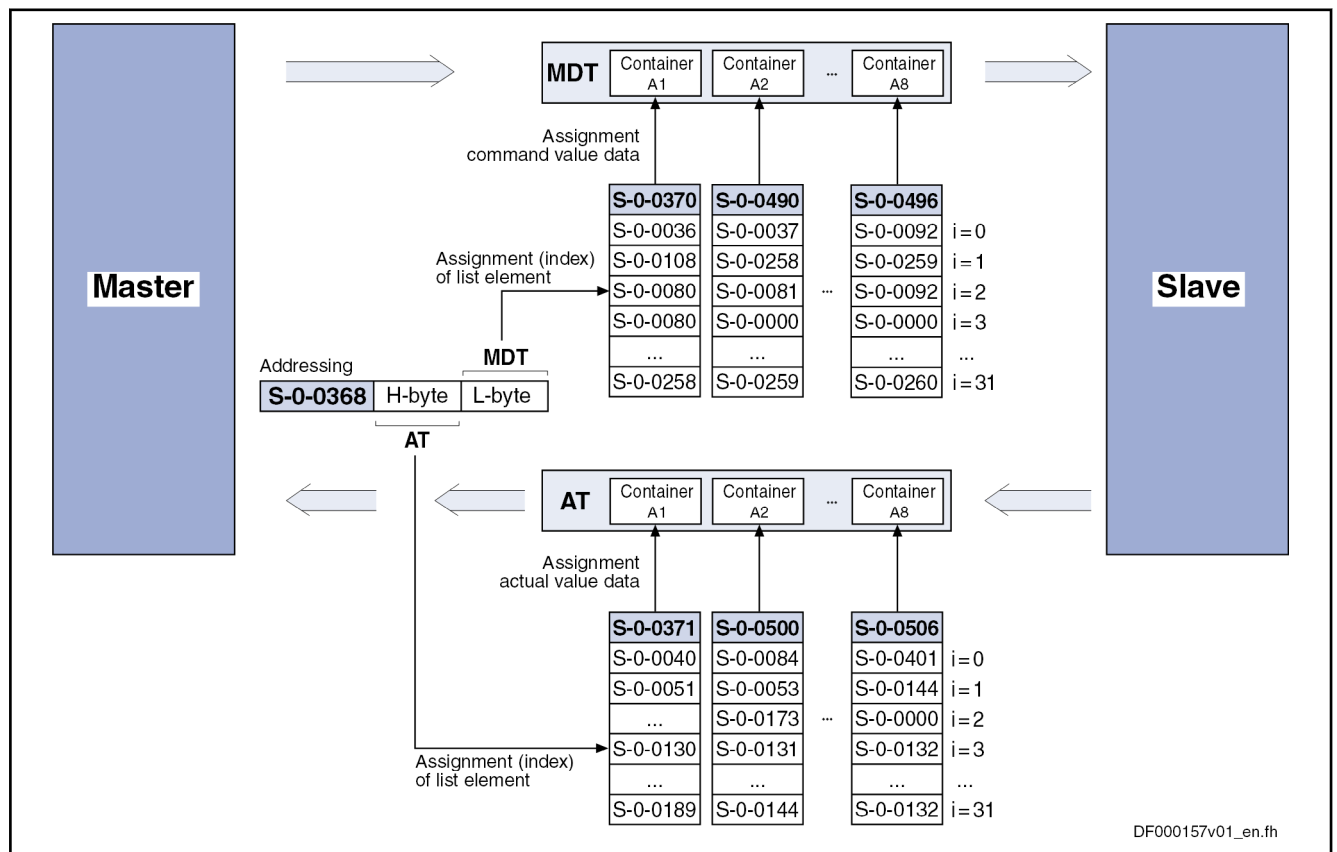 MDT
Container
A1
Container
A2
...
Container
A8
Assignment
command value data
S-0-0370 S-0-0490 S-0-0496
S-0-0036 S-0-0037 S-0-0092 i=0
S-0-0108 S-0-0258 S-0-0259 i=1
S-0-0080 S-0-0081 ... S-0-0092 i=2
S-0-0080 S-0-0000 S-0-0000 i=3
... ... ... ...
S-0-0258 S-0-0259 S-0-0260 i=31
Assignment (index)
of list element
Master
Slave
MDT
Addressing
S-0-0368 H-byte L-byte
AT
AT
Container
A1
Container
A2
...
Container
A8
Assignment
actual value data
S-0-0371 S-0-0500 S-0-0506
S-0-0040 S-0-0084 S-0-0401 i=0
S-0-0051 S-0-0053 S-0-0144 i=1
... S-0-0173 ... S-0-0000 i=2
S-0-0130 S-0-0131 S-0-0132 i=3
... ... ... ...
S-0-0189 S-0-0144 S-0-0132 i=31
Assignment (index)
of list element
DF000157v01_en.fh